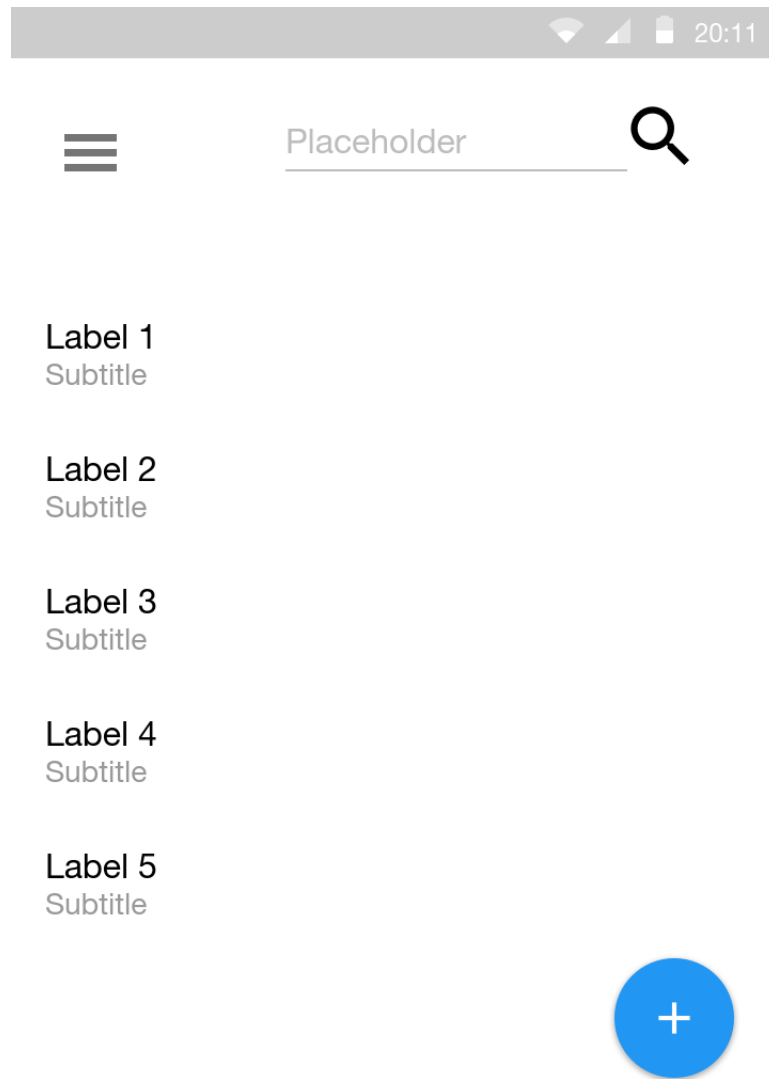 20:11
Placeholder
Label 1
Subtitle
Label 2
Subtitle
Label 3
Subtitle
Label 4
Subtitle
Label 5
Subtitle
+